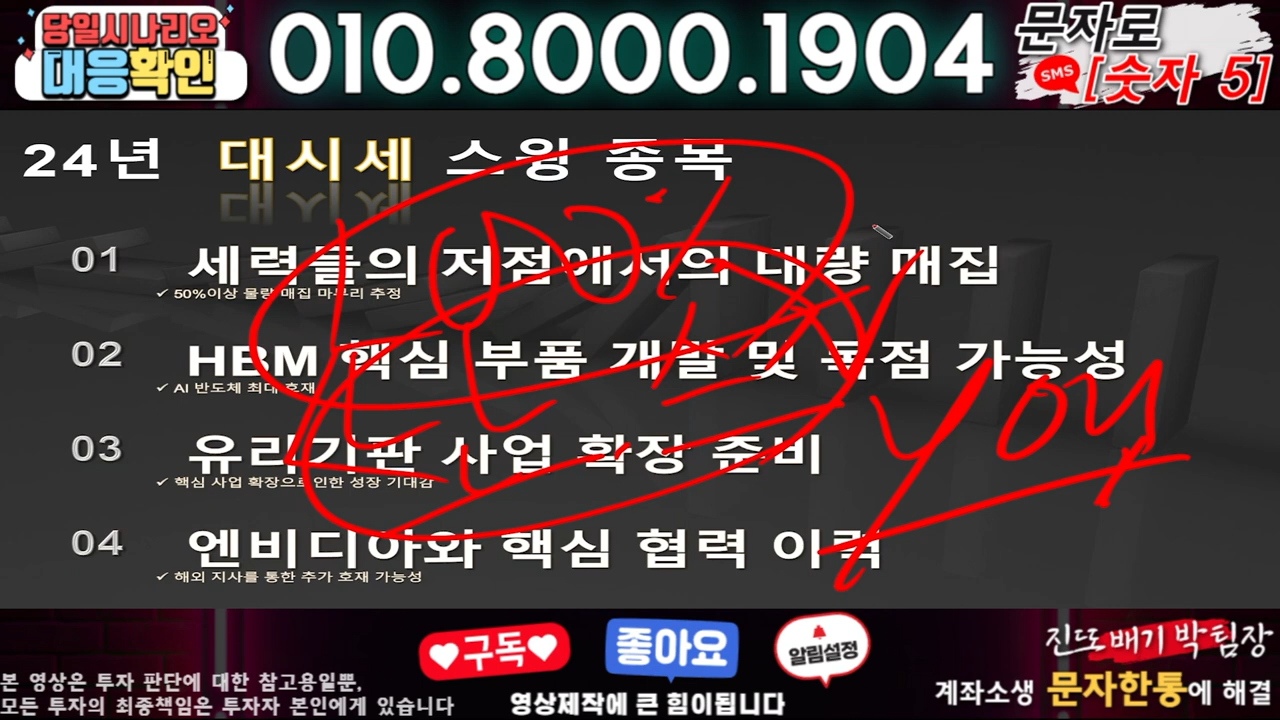 당일시나리오
대응확인
010.8000.1904
문자로
SMS
[숫자 5]
24년 대시세 스윙 종목
01 세력들의 저점에서의 대량 매집
✓ 50%이상 물량 매집 마무리 추정
02 HBM 핵심 부품 개발 및 독점 가능성
✓ AI 반도체 최대 호재
03 유리기판 사업 확장 준비
✓ 핵심 사업 확장으로 인한 성장 기대감
04 엔비디아와 핵심 협력 이력
✓ 해외 지사를 통한 추가 호재 가능성
구독
좋아요
알림설정
영상제작에 큰 힘이됩니다
본 영상은 투자 판단에 대한 참고용일뿐,
모든 투자의 최종책임은 투자자 본인에게 있습니다
진또배기 박팀장
계좌소생 문자한통에 해결